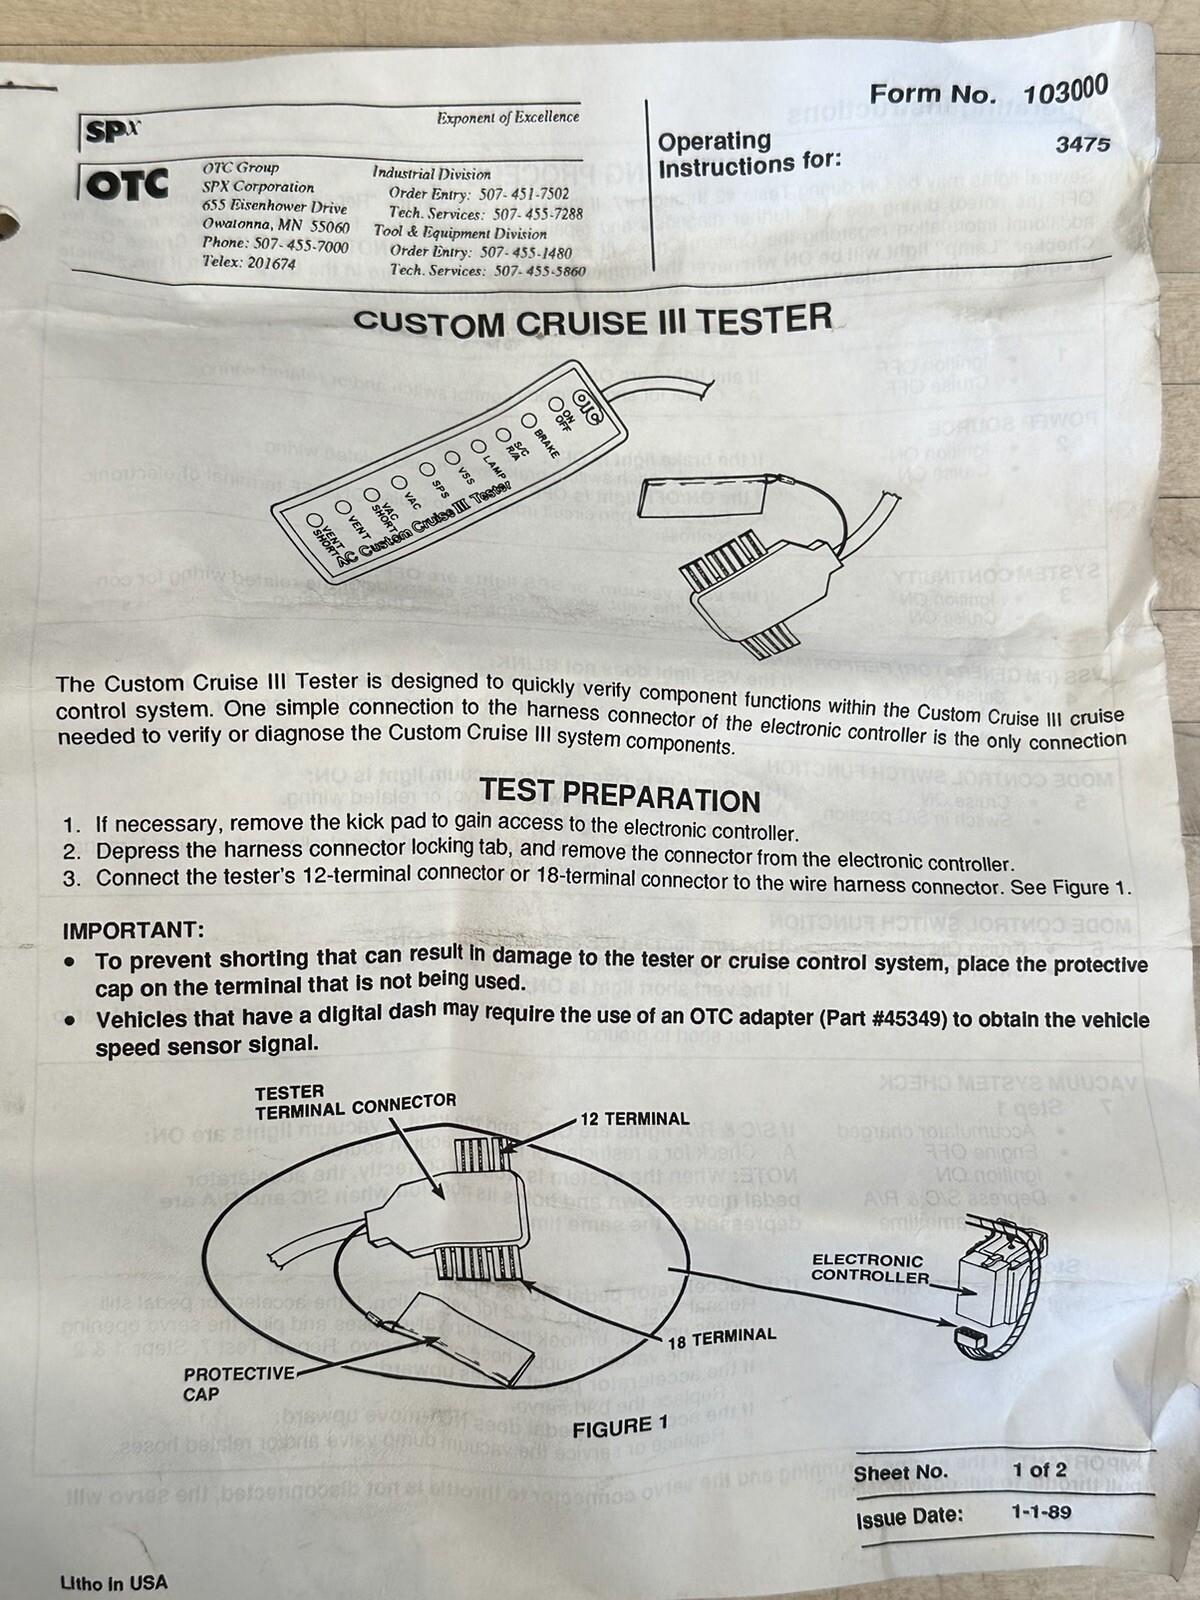 Form No. 103000
SPX
Exponent of Excellence
OTC
OTC Group
SPX Corporation
655 Eisenhower Drive
Owatonna, MN 55060
Phone: 507- 455-7000
Telex: 201674
Industrial Division
Order Entry: 507- 451-7502
Tech. Services: 507- 455-7288
Tool & Equipment Division
Order Entry: 507- 455-1480
Tech. Services: 507- 455-5860
Operating
Instructions for:
3475
CUSTOM CRUISE III TESTER
OTC
ON
OFF
BRAKE
S/C
R/A
LAMP
VSS
SPS
VAC
VAC
SHORT
VENT
VENT
SHORT
AC Custom Cruise III Tester
The Custom Cruise III Tester is designed to quickly verify component functions within the Custom Cruise III cruise
control system. One simple connection to the harness connector of the electronic controller is the only connection
needed to verify or diagnose the Custom Cruise III system components.
TEST PREPARATION
1. If necessary, remove the kick pad to gain access to the electronic controller.
2. Depress the harness connector locking tab, and remove the connector from the electronic controller.
3. Connect the tester's 12-terminal connector or 18-terminal connector to the wire harness connector. See Figure 1.
IMPORTANT:
• To prevent shorting that can result in damage to the tester or cruise control system, place the protective
cap on the terminal that is not being used.
• Vehicles that have a digital dash may require the use of an OTC adapter (Part #45349) to obtain the vehicle
speed sensor signal.
TESTER
TERMINAL CONNECTOR
12 TERMINAL
ELECTRONIC
CONTROLLER
18 TERMINAL
PROTECTIVE
CAP
FIGURE 1
Sheet No. 1 of 2
Issue Date: 1-1-89
Litho in USA